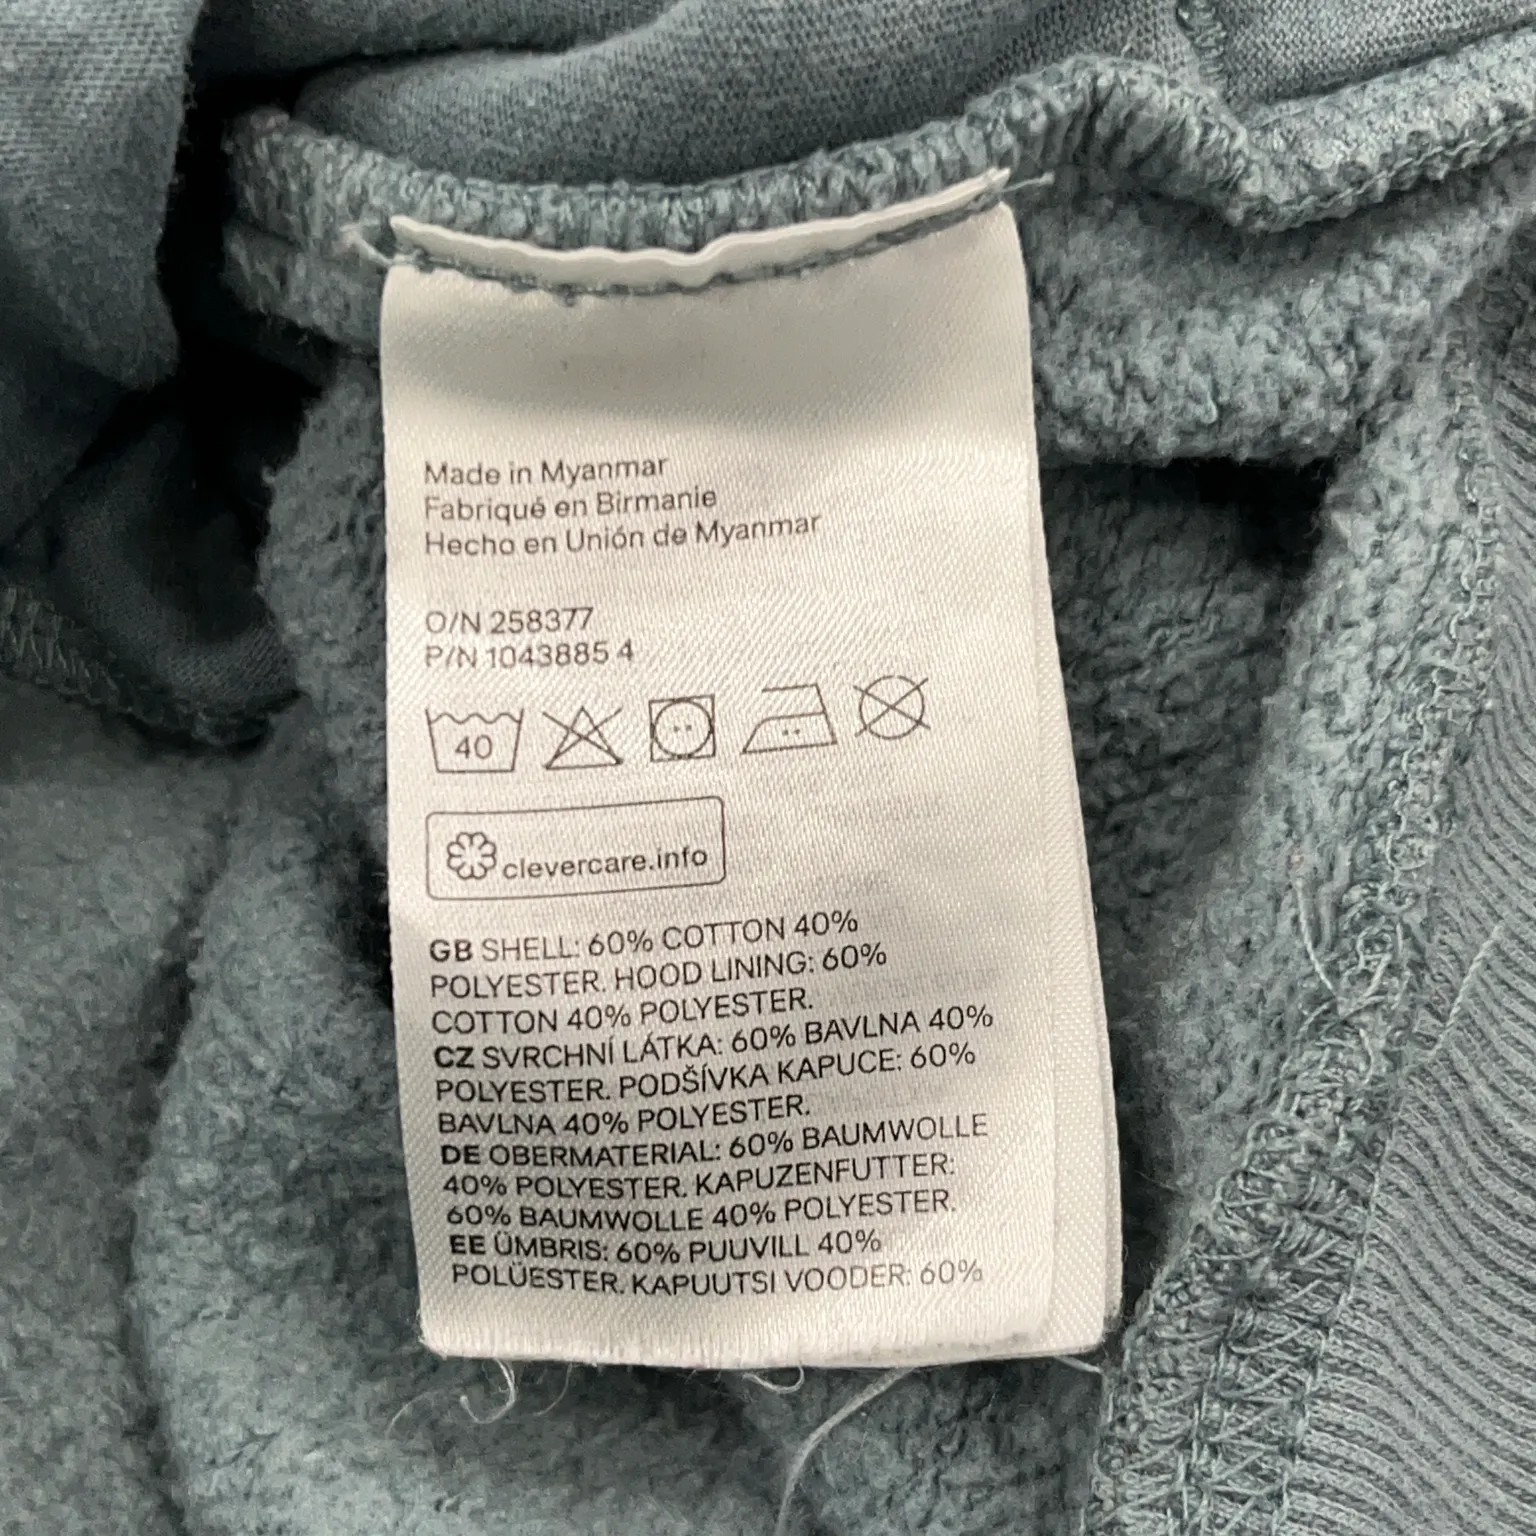 Made in Myanmar
Fabriqué en Birmanie
Hecho en Unión de Myanmar
O/N 258377
P/N 1043885 4
40
clevercare.info
GB SHELL: 60% COTTON 40%
POLYESTER. HOOD LINING: 60%
COTTON 40% POLYESTER.
CZ SVRCHNÍ LÁTKA: 60% BAVLNA 40%
POLYESTER. PODŠÍVKA KAPUCE: 60%
BAVLNA 40% POLYESTER.
DE OBERMATERIAL: 60% BAUMWOLLE
40% POLYESTER. KAPUZENFUTTER:
60% BAUMWOLLE 40% POLYESTER.
EE ÜMBRIS: 60% PUUVILL 40%
POLÜESTER. KAPUUTSI VOODER: 60%